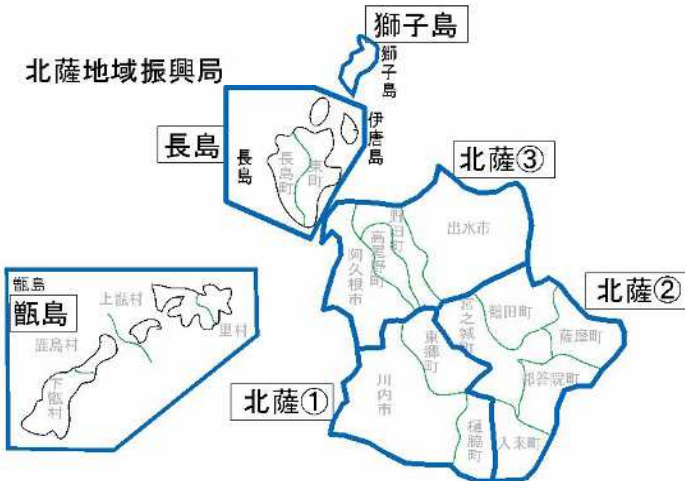 獅子島
獅子島
北薩地域振興局
伊唐島
長島
長島
長島町
東町
北薩③
出水市
野田町
高尾野町
阿久根市
甑島
甑島
上甑村
里村
鹿島村
下甑村
北薩②
宮之城町
鶴田町
薩摩町
祁答院町
東郷町
北薩①
川内市
樋脇町
入来町